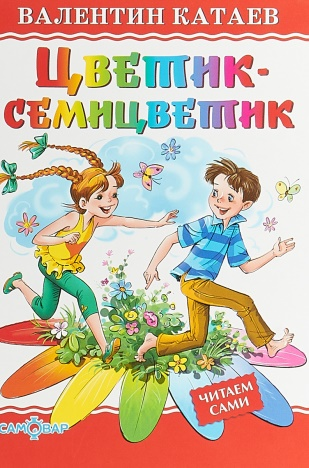 ВАЛЕНТИН КАТАЕВ
ЦВЕТИК-
СЕМИЦВЕТИК
ЧИТАЕМ
САМИ
САМОВАР